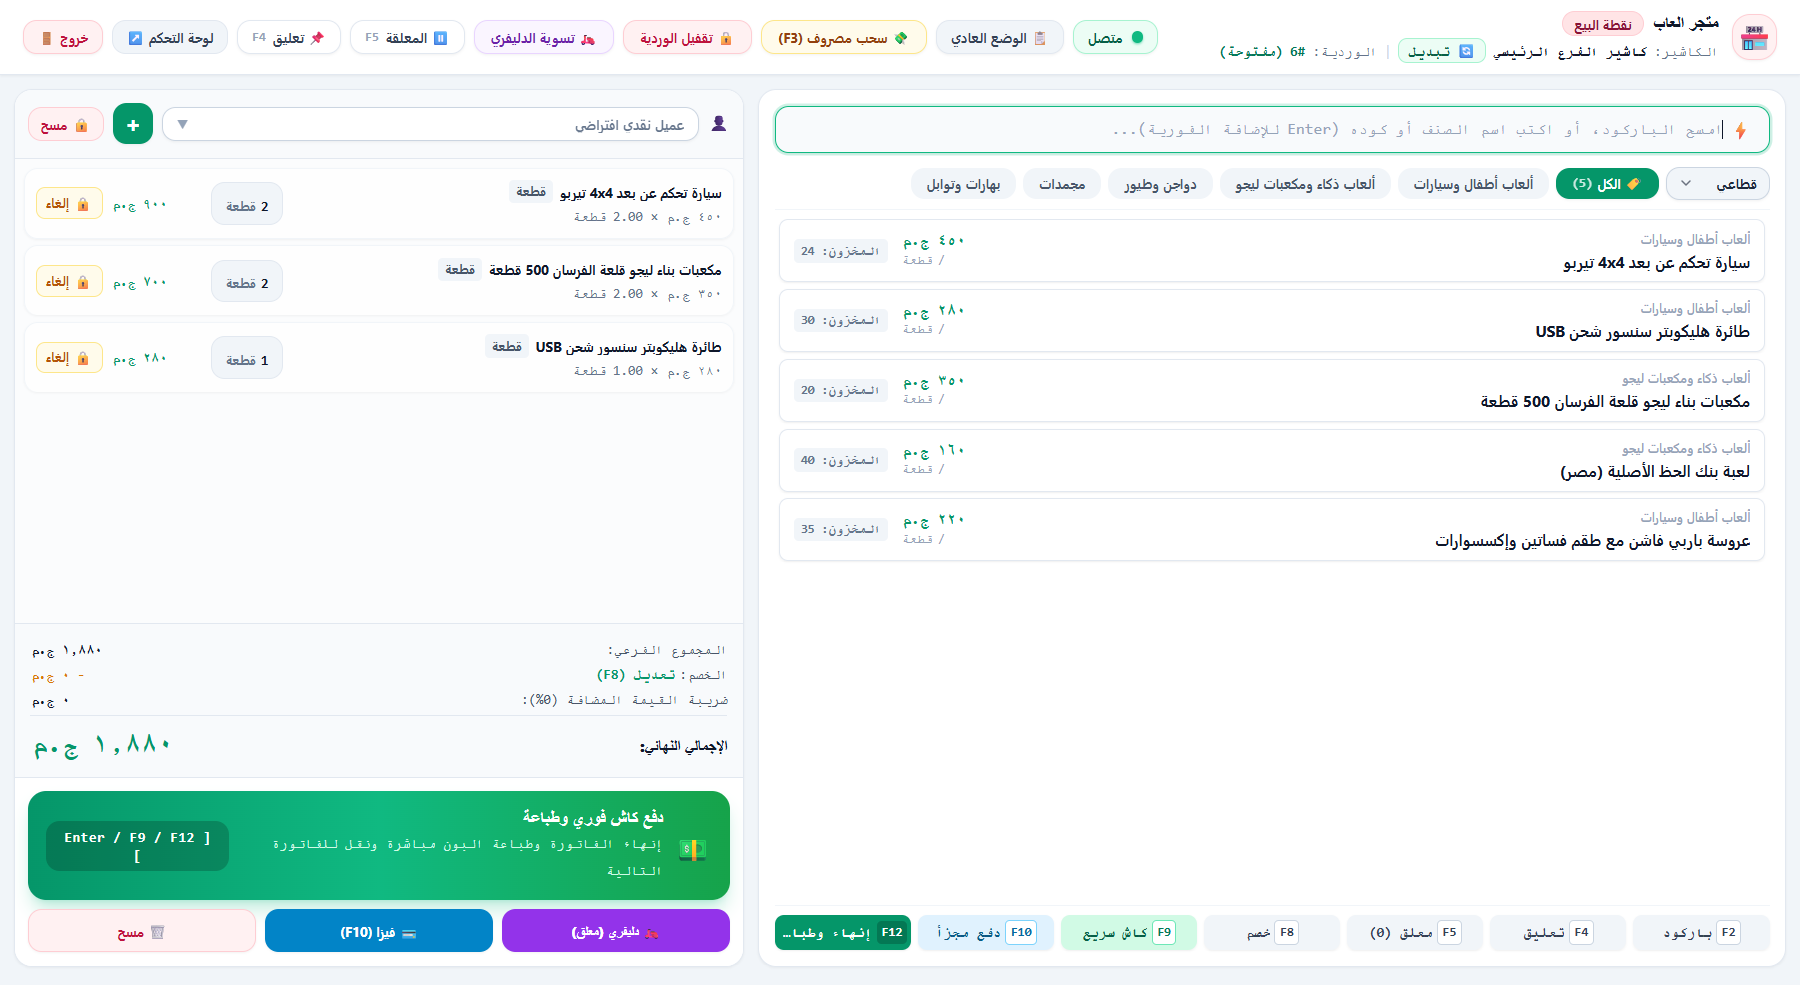 متجر العاب نقطة البيع
الكاشير: كاشير الفرع الرئيسي تبديل | الوردية: #6 (مفتوحة)
متصل
الوضع العادي
سحب مصروف (F3)
تقفيل الوردية
تسوية الدليفري
المعلقة F5
تعليق F4
لوحة التحكم
خروج
امسح الباركود، أو اكتب اسم الصنف أو كوده (Enter للإضافة الفورية)...
قطاعي
الكل (5)
ألعاب أطفال وسيارات
ألعاب ذكاء ومكعبات ليجو
دواجن وطيور
مجمدات
بهارات وتوابل
ألعاب أطفال وسيارات
سيارة تحكم عن بعد 4x4 تيربو
٤٥٠ ج.م
/ قطعة
المخزون: 24
ألعاب أطفال وسيارات
طائرة هليكوبتر سنسور شحن USB
٢٨٠ ج.م
/ قطعة
المخزون: 30
ألعاب ذكاء ومكعبات ليجو
مكعبات بناء ليجو قلعة الفرسان 500 قطعة
٣٥٠ ج.م
/ قطعة
المخزون: 20
ألعاب ذكاء ومكعبات ليجو
لعبة بنك الحظ الأصلية (مصر)
١٦٠ ج.م
/ قطعة
المخزون: 40
ألعاب أطفال وسيارات
عروسة باربي فاشن مع طقم فساتين وإكسسوارات
٢٢٠ ج.م
/ قطعة
المخزون: 35
F2 باركود
F4 تعليق
F5 معلق (0)
F8 خصم
F9 كاش سريع
F10 دفع مجزأ
F12 إنهاء وطبا...
عميل نقدي افتراضي
+
مسح
سيارة تحكم عن بعد 4x4 تيربو قطعة
٤٥٠ ج.م × 2.00 قطعة
2 قطعة
٩٠٠ ج.م
إلغاء
مكعبات بناء ليجو قلعة الفرسان 500 قطعة قطعة
٣٥٠ ج.م × 2.00 قطعة
2 قطعة
٧٠٠ ج.م
إلغاء
طائرة هليكوبتر سنسور شحن USB قطعة
٢٨٠ ج.م × 1.00 قطعة
1 قطعة
٢٨٠ ج.م
إلغاء
المجموع الفرعي: ١,٨٨٠ ج.م
الخصم: تعديل (F8) - ٠ ج.م
ضريبة القيمة المضافة (0%): ٠ ج.م
الإجمالي النهائي: ١,٨٨٠ ج.م
دفع كاش فوري وطباعة
إنهاء الفاتورة وطباعة البون مباشرة ونقل للفاتورة
التالية
[ Enter / F9 / F12
]
دليفري (معلق)
فيزا (F10)
مسح